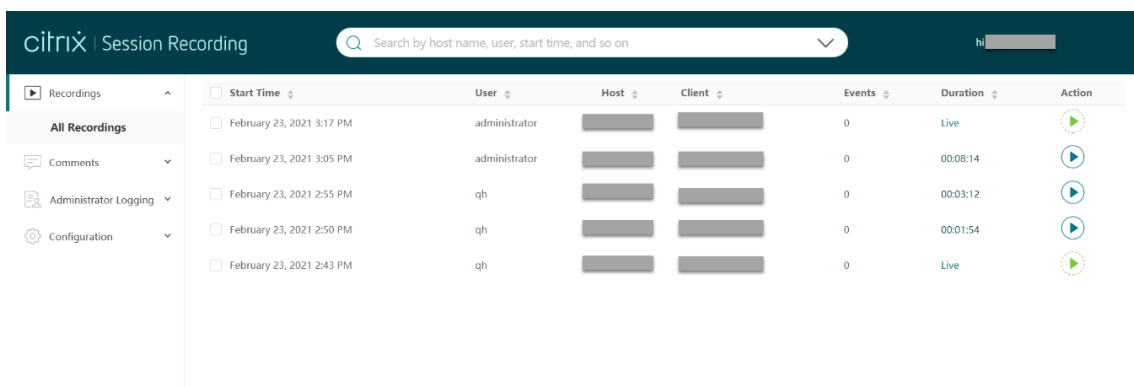 citrix | Session Recording
Search by host name, user, start time, and so on
hi
Recordings
All Recordings
Comments
Administrator Logging
Configuration
Start Time User Host Client Events Duration Action
February 23, 2021 3:17 PM administrator 0 Live
February 23, 2021 3:05 PM administrator 0 00:08:14
February 23, 2021 2:55 PM qh 0 00:03:12
February 23, 2021 2:50 PM qh 0 00:01:54
February 23, 2021 2:43 PM qh 0 Live